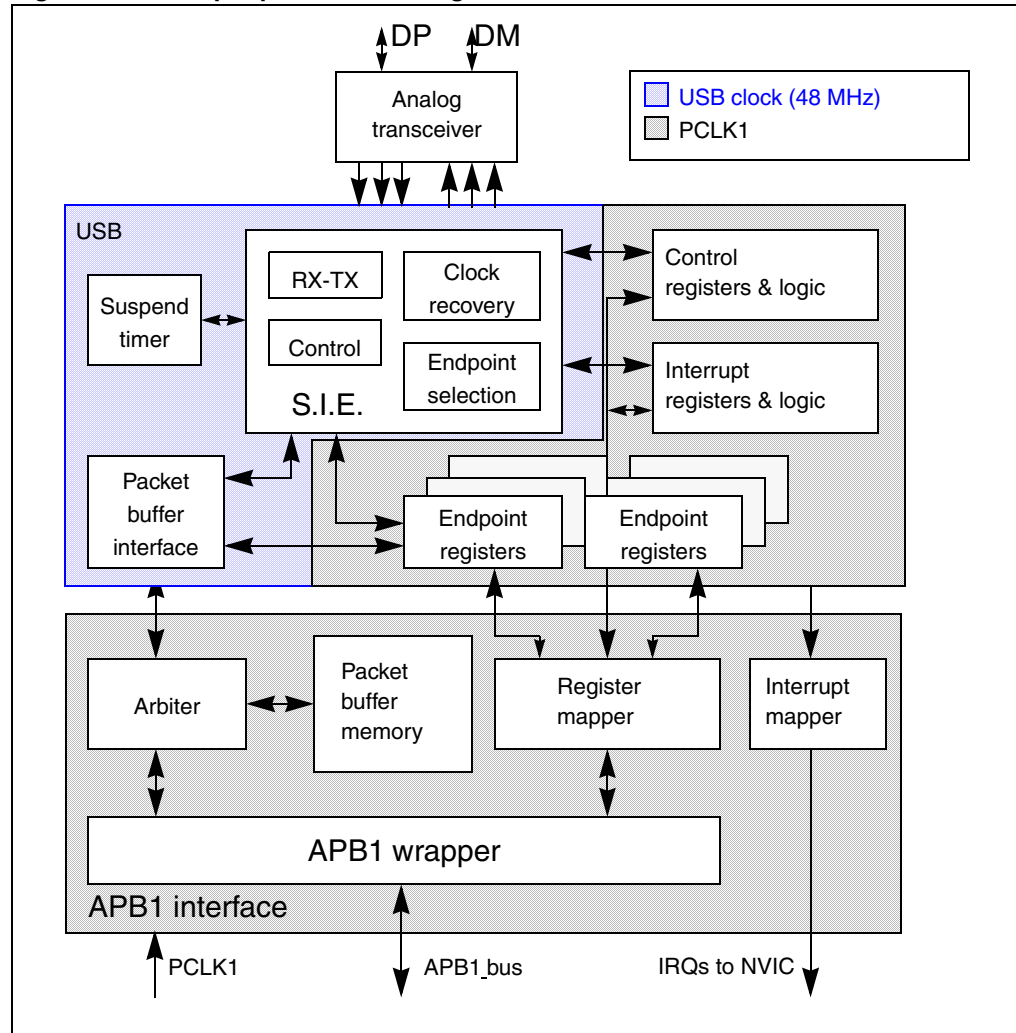 DP DM
Analog
transceiver
USB clock (48 MHz)
PCLK1
USB
RX-TX
Clock
recovery
Control
registers & logic
Suspend
timer
Control
Endpoint
selection
Interrupt
registers & logic
S.I.E.
Packet
buffer
interface
Endpoint
registers
Endpoint
registers
Arbiter
Packet
buffer
memory
Register
mapper
Interrupt
mapper
APB1 wrapper
APB1 interface
PCLK1
APB1_bus
IRQs to NVIC